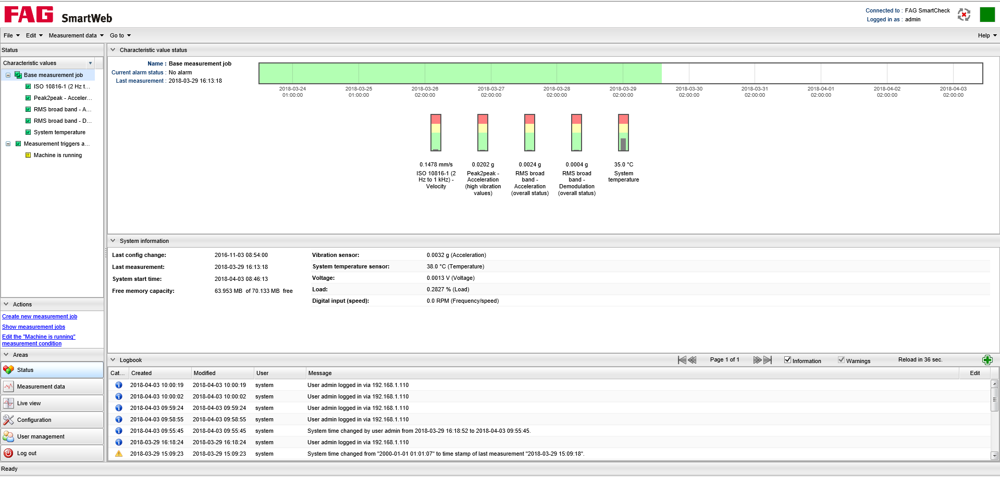 FAG SmartWeb
Connected to : FAG SmartCheck
Logged in as : admin
File Edit Measurement data Go to Help
Status
Characteristic values
Base measurement job
ISO 10816-1 (2 Hz t...
Peak2peak - Acceler...
RMS broad band - A...
RMS broad band - D...
System temperature
Measurement triggers a...
Machine is running
Actions
Create new measurement job
Show measurement jobs
Edit the "Machine is running"
measurement condition
Areas
Status
Measurement data
Live view
Configuration
User management
Log out
Characteristic value status
Name : Base measurement job
Current alarm status : No alarm
Last measurement : 2018-03-29 16:13:18
2018-03-24 2018-03-25 2018-03-26 2018-03-27 2018-03-28 2018-03-29 2018-03-30 2018-03-31 2018-04-01 2018-04-02 2018-04-03
01:00:00 01:00:00 02:00:00 02:00:00 02:00:00 02:00:00 02:00:00 02:00:00 02:00:00 02:00:00 02:00:00
0.1478 mm/s
ISO 10816-1 (2
Hz to 1 kHz) -
Velocity
0.0202 g
Peak2peak -
Acceleration
(high vibration
values)
0.0024 g
RMS broad
band -
Acceleration
(overall status)
0.0004 g
RMS broad
band -
Demodulation
(overall status)
35.0 °C
System
temperature
System information
Last config change: 2016-11-03 08:54:00
Last measurement: 2018-03-29 16:13:18
System start time: 2018-04-03 08:46:13
Free memory capacity: 63.953 MB of 70.133 MB free
Vibration sensor: 0.0032 g (Acceleration)
System temperature sensor: 38.0 °C (Temperature)
Voltage: 0.0013 V (Voltage)
Load: 0.2827 % (Load)
Digital input (speed): 0.0 RPM (Frequency/speed)
Logbook Page 1 of 1 Information Warnings Reload in 36 sec.
Cat... Created Modified User Message Edit
2018-04-03 10:00:19 2018-04-03 10:00:19 system User admin logged in via 192.168.1.110
2018-04-03 10:00:02 2018-04-03 10:00:02 system User admin logged in via 192.168.1.110
2018-04-03 09:59:24 2018-04-03 09:59:24 system User admin logged in via 192.168.1.110
2018-04-03 09:58:55 2018-04-03 09:58:55 system User admin logged in via 192.168.1.110
2018-04-03 09:55:45 2018-04-03 09:55:45 system System time changed by user admin from 2018-03-29 16:18:52 to 2018-04-03 09:55:45.
2018-03-29 16:18:24 2018-03-29 16:18:24 system User admin logged in via 192.168.1.110
2018-03-29 15:09:23 2018-03-29 15:09:23 system System time changed from "2000-01-01 01:01:07" to time stamp of last measurement "2018-03-29 15:09:18".
Ready